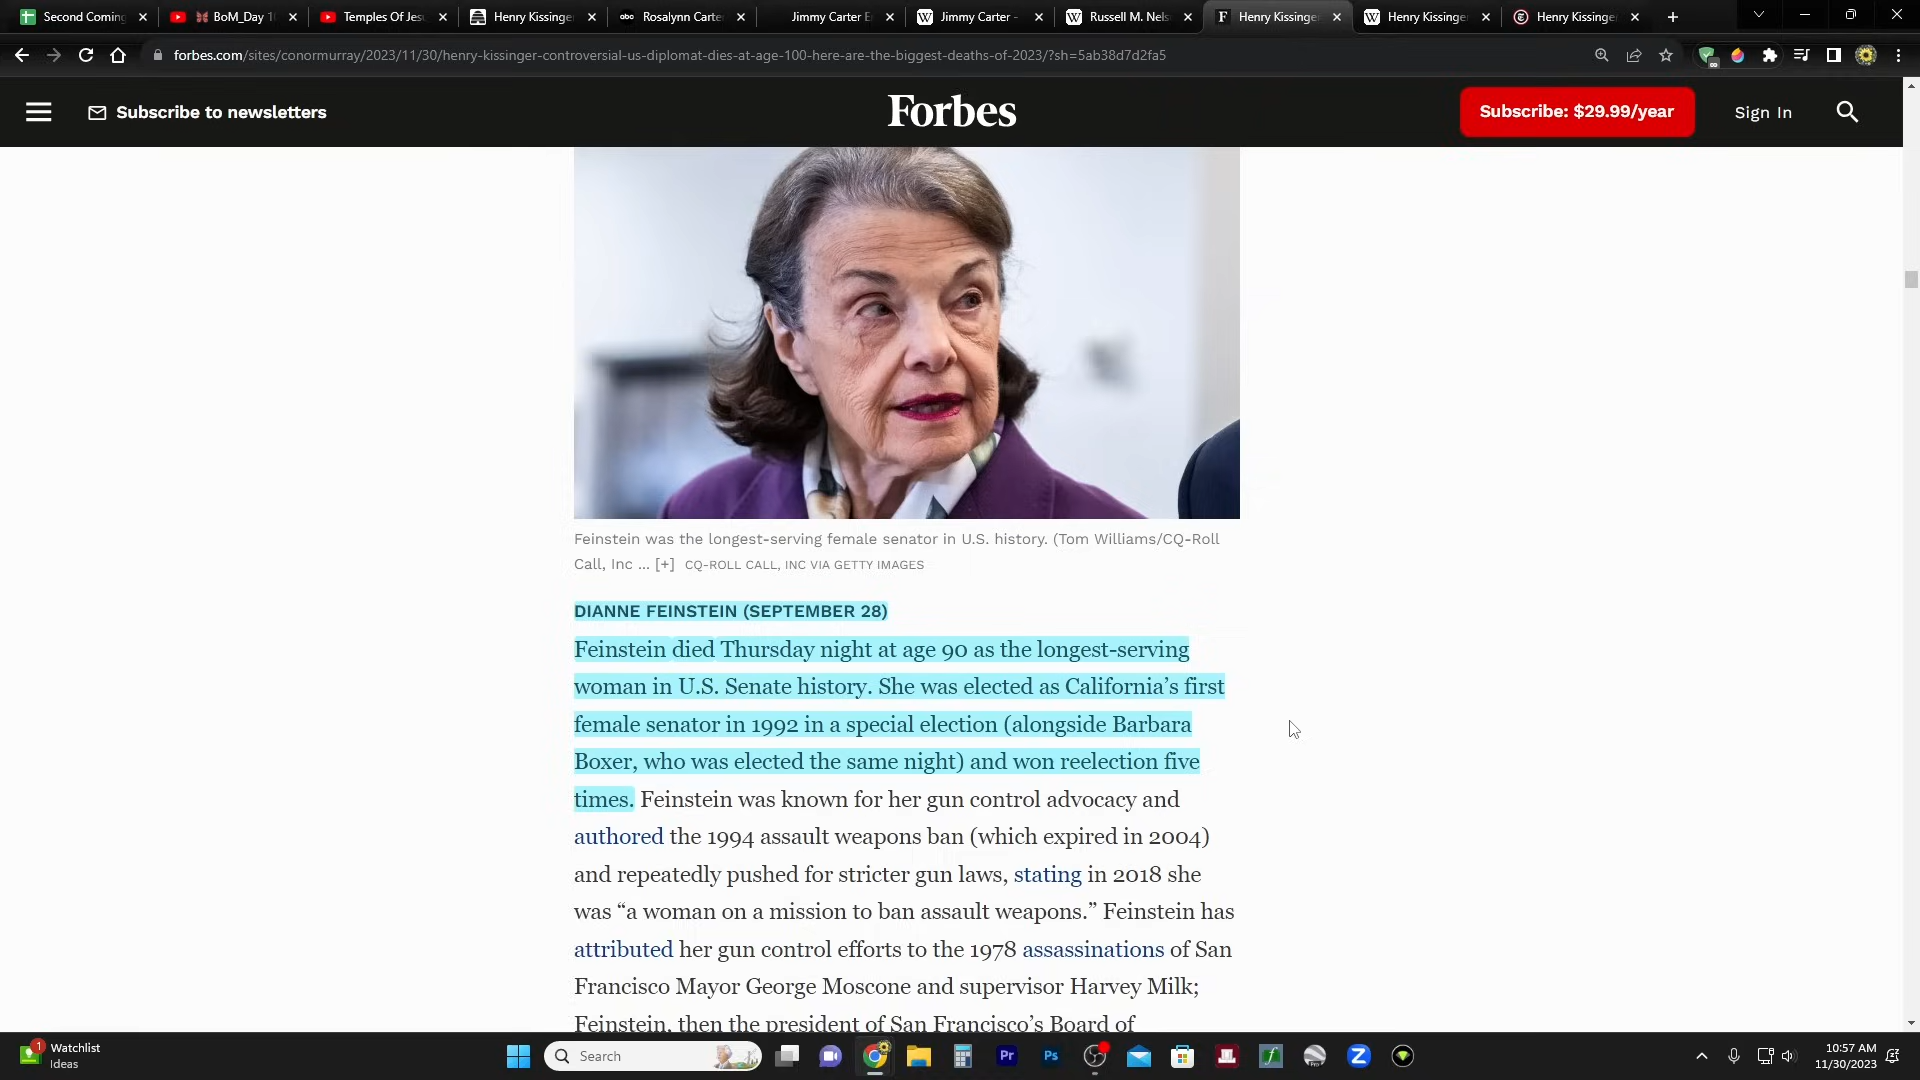 Second Coming
BoM_Day 1
Temples Of Jes
Henry Kissinge
Rosalynn Carte
Jimmy Carter E
Jimmy Carter -
Russell M. Nels
Henry Kissinge
Henry Kissinge
Henry Kissinge
forbes.com/sites/conormurray/2023/11/30/henry-kissinger-controversial-us-diplomat-dies-at-age-100-here-are-the-biggest-deaths-of-2023/?sh=5ab38d7d2fa5
Subscribe to newsletters
Forbes
Subscribe: $29.99/year
Sign In
Feinstein was the longest-serving female senator in U.S. history. (Tom Williams/CQ-Roll
Call, Inc ... [+] CQ-ROLL CALL, INC VIA GETTY IMAGES
DIANNE FEINSTEIN (SEPTEMBER 28)
Feinstein died Thursday night at age 90 as the longest-serving
woman in U.S. Senate history. She was elected as California’s first
female senator in 1992 in a special election (alongside Barbara
Boxer, who was elected the same night) and won reelection five
times. Feinstein was known for her gun control advocacy and
authored the 1994 assault weapons ban (which expired in 2004)
and repeatedly pushed for stricter gun laws, stating in 2018 she
was “a woman on a mission to ban assault weapons.” Feinstein has
attributed her gun control efforts to the 1978 assassinations of San
Francisco Mayor George Moscone and supervisor Harvey Milk;
Feinstein, then the president of San Francisco’s Board of
1
Watchlist
Ideas
Search
Pr
Ps
10:57 AM
11/30/2023